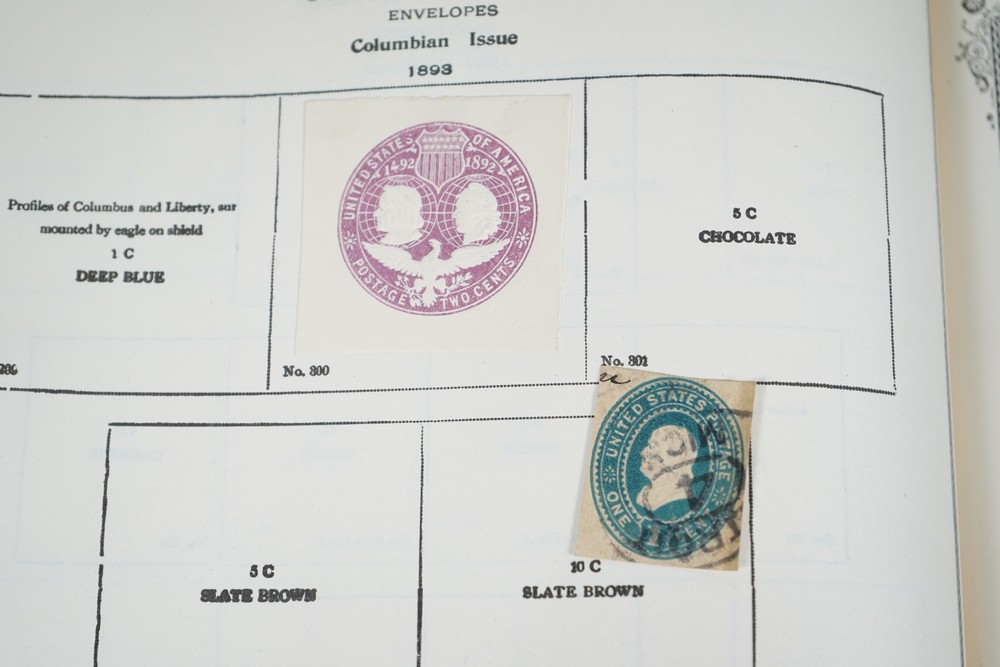 ENVELOPES
Columbian Issue
1893
Profiles of Columbus and Liberty, sur
mounted by eagle on shield
1 C
DEEP BLUE
UNITED STATES OF AMERICA
1492 1892
POSTAGE TWO CENTS
No. 300
5 C
CHOCOLATE
No. 301
UNITED STATES POSTAGE
ONE
5 C
SLATE BROWN
10 C
SLATE BROWN